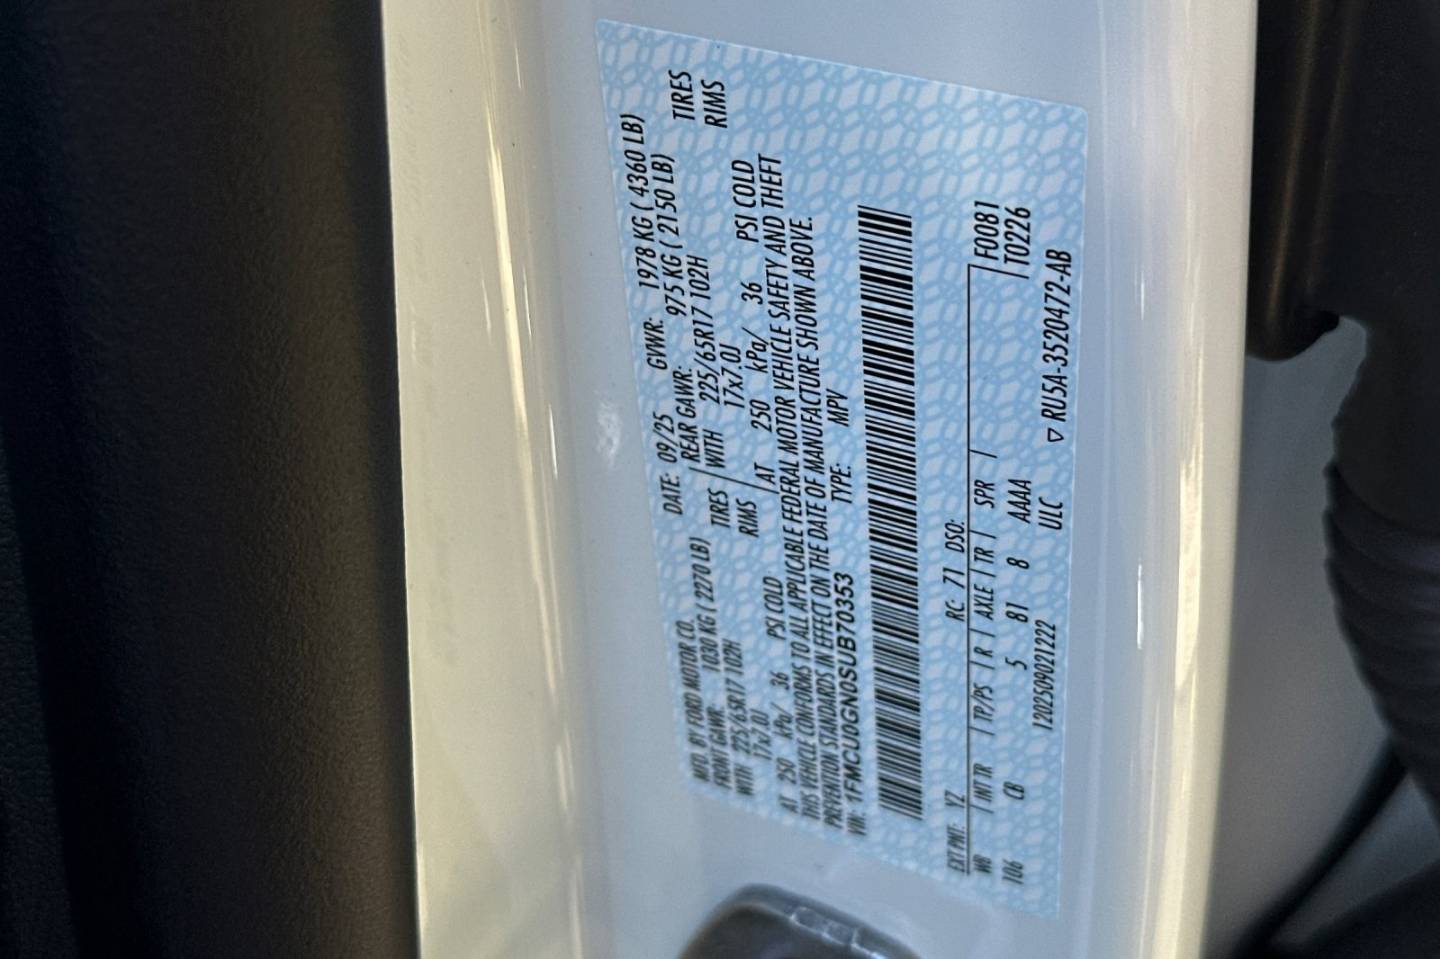 MFD. BY FORD MOTOR CO. DATE: 09/25 GVWR: 1978 KG ( 4360 LB)
FRONT GAWR: 1030 KG ( 2270 LB) REAR GAWR: 975 KG ( 2150 LB)
WITH 225/65R17 102H TIRES WITH 225/65R17 102H TIRES
17x7.0J RIMS 17x7.0J RIMS
AT 250 kPa/ 36 PSI COLD AT 250 kPa/ 36 PSI COLD
THIS VEHICLE CONFORMS TO ALL APPLICABLE FEDERAL MOTOR VEHICLE SAFETY AND THEFT
PREVENTION STANDARDS IN EFFECT ON THE DATE OF MANUFACTURE SHOWN ABOVE.
VIN: 1FMCU0GN0SUB70353 TYPE: MPV
EXT PNT: YZ RC: 71 DSO:
WB | INT TR | TP/PS | R | AXLE | TR | SPR | F0081
106 CB 5 81 8 AAAA | T0226
1202509021222 ULC ▽ RU5A-3520472-AB